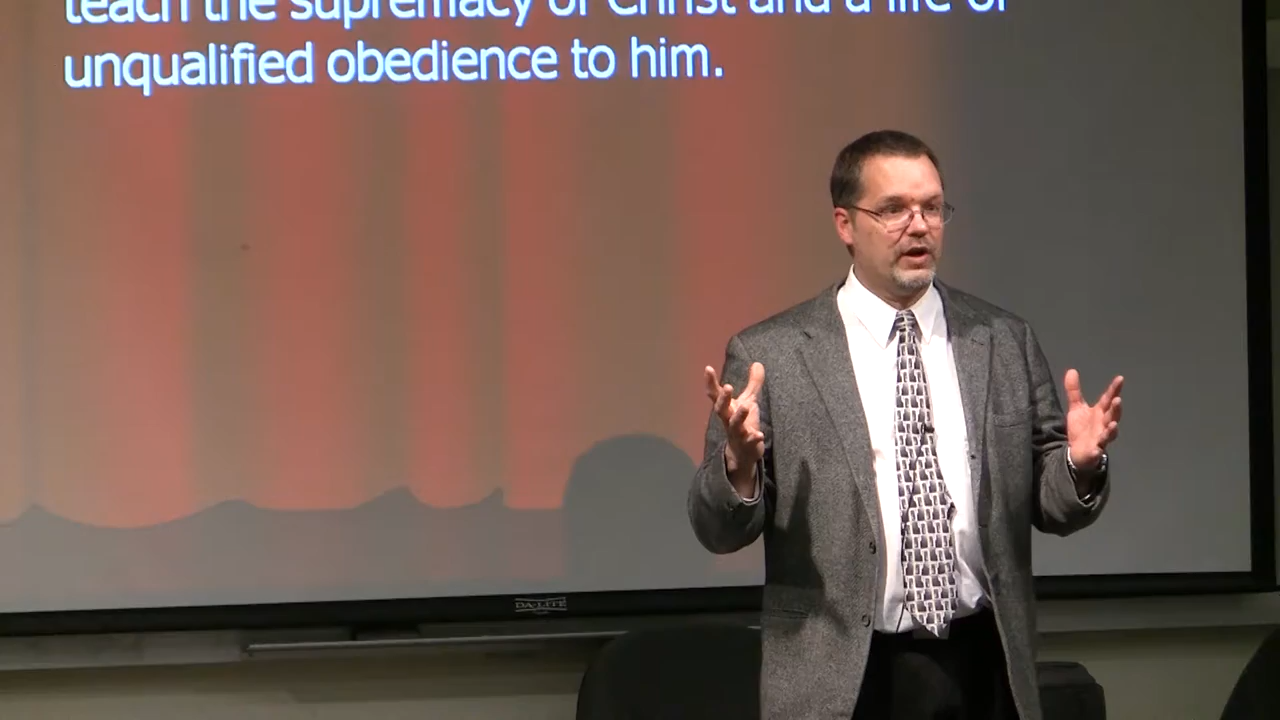 teach the supremacy of Christ and a life of
unqualified obedience to him.
DA-LITE